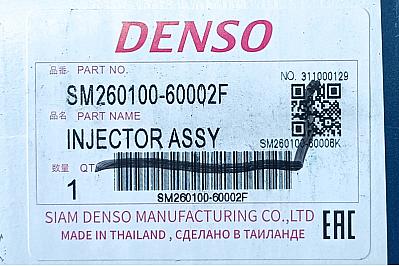 DENSO
品番 PART NO. NO. 311000129
SM260100-60002F
品名 PART NAME
INJECTOR ASSY SM260100-60006K
数量 QTY
1
SM260100-60002F
SIAM DENSO MANUFACTURING CO.,LTD
MADE IN THAILAND , СДЕЛАНО В ТАИЛАНДЕ
EAC